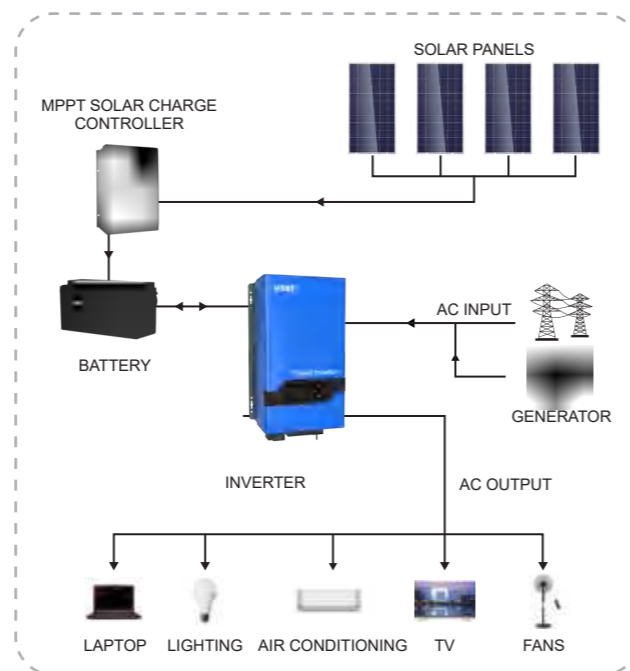 SOLAR PANELS
MPPT SOLAR CHARGE
CONTROLLER
AC INPUT
BATTERY
GENERATOR
INVERTER
AC OUTPUT
LAPTOP
LIGHTING
AIR CONDITIONING
TV
FANS